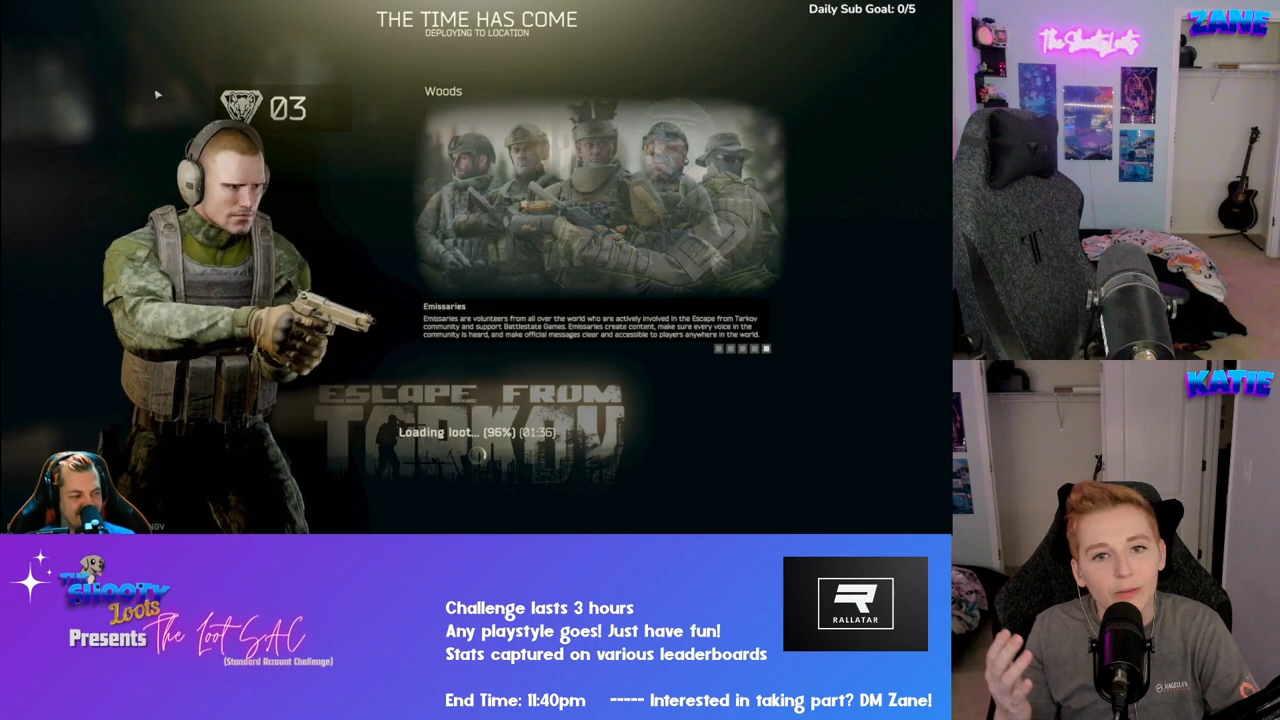 THE TIME HAS COME
DEPLOYING TO LOCATION
Daily Sub Goal: 0/5
ZANE
The Shooty Loots
03
Woods
Emissaries
Emissaries are volunteers from all over the world who are actively involved in the Escape from Tarkov
community and support Battlestate Games. Emissaries create content, make sure every voice in the
community is heard, and make official messages clear and accessible to players anywhere in the world.
ESCAPE FROM
TARKOV
Loading loot... (96%) (01:35)
KATIE
THE
SHOOTY
Loots
Presents The Loot SAC
(Standard Account Challenge)
Challenge lasts 3 hours
Any playstyle goes! Just have fun!
Stats captured on various leaderboards
End Time: 11:40pm ----- Interested in taking part? DM Zane!
RALLATAR